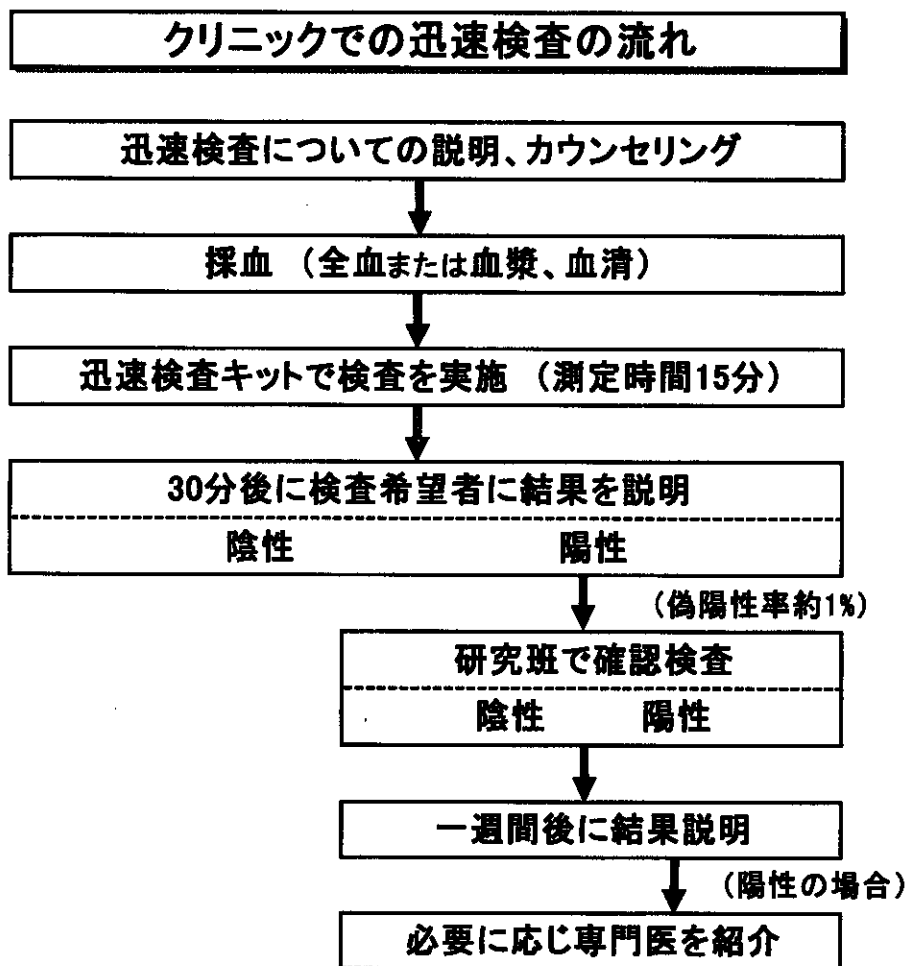 クリニックでの迅速検査の流れ
迅速検査についての説明、カウンセリング
採血 （全血または血漿、血清）
迅速検査キットで検査を実施 （測定時間15分）
30分後に検査希望者に結果を説明
陰性 陽性
（偽陽性率約1%）
研究班で確認検査
陰性 陽性
一週間後に結果説明
（陽性の場合）
必要に応じ専門医を紹介